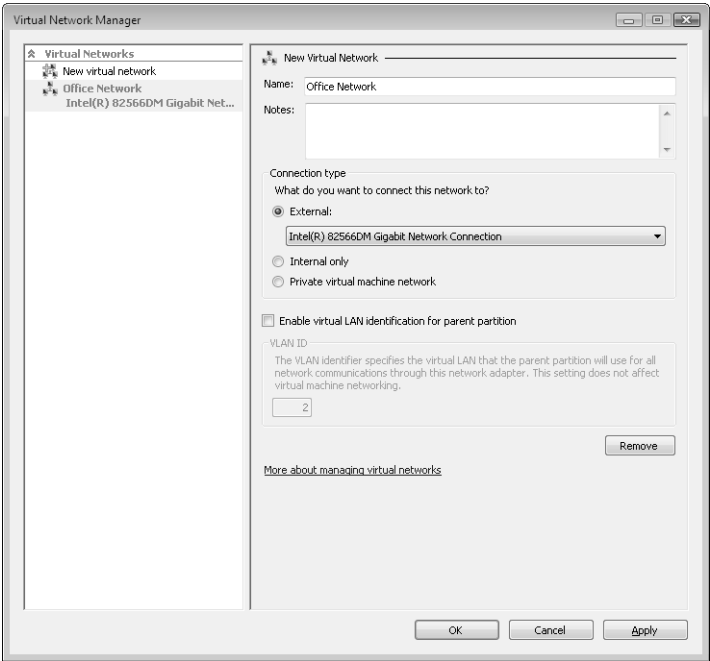 Virtual Network Manager
Virtual Networks
New virtual network
Office Network
Intel(R) 82566DM Gigabit Net...
New Virtual Network
Name: Office Network
Notes:
Connection type
What do you want to connect this network to?
External:
Intel(R) 82566DM Gigabit Network Connection
Internal only
Private virtual machine network
Enable virtual LAN identification for parent partition
VLAN ID
The VLAN identifier specifies the virtual LAN that the parent partition will use for all
network communications through this network adapter. This setting does not affect
virtual machine networking.
2
Remove
More about managing virtual networks
OK Cancel Apply